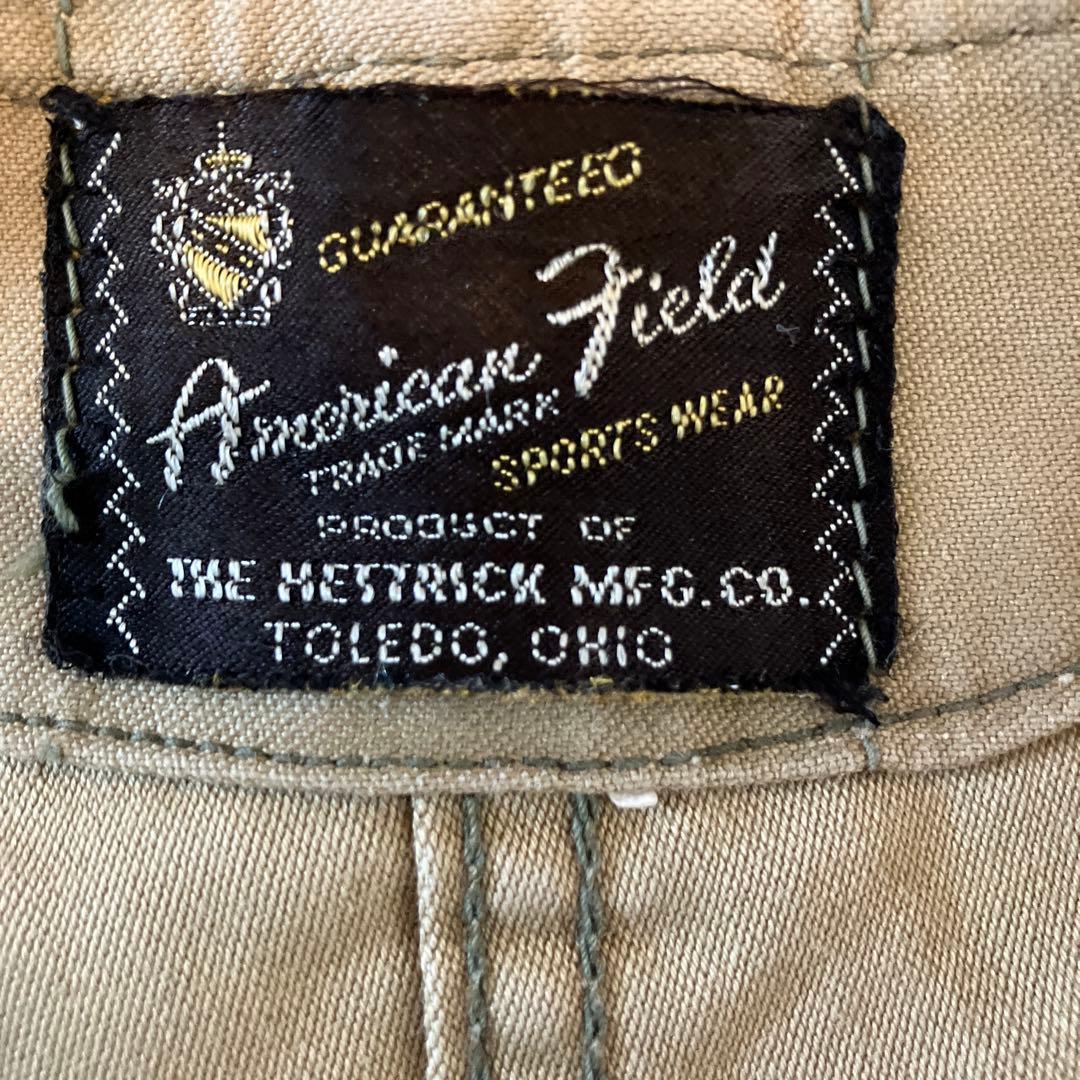 GUARANTEED
American Field
TRADE MARK
SPORTS WEAR
PRODUCT OF
THE HETTRICK MFG. CO.
TOLEDO, OHIO